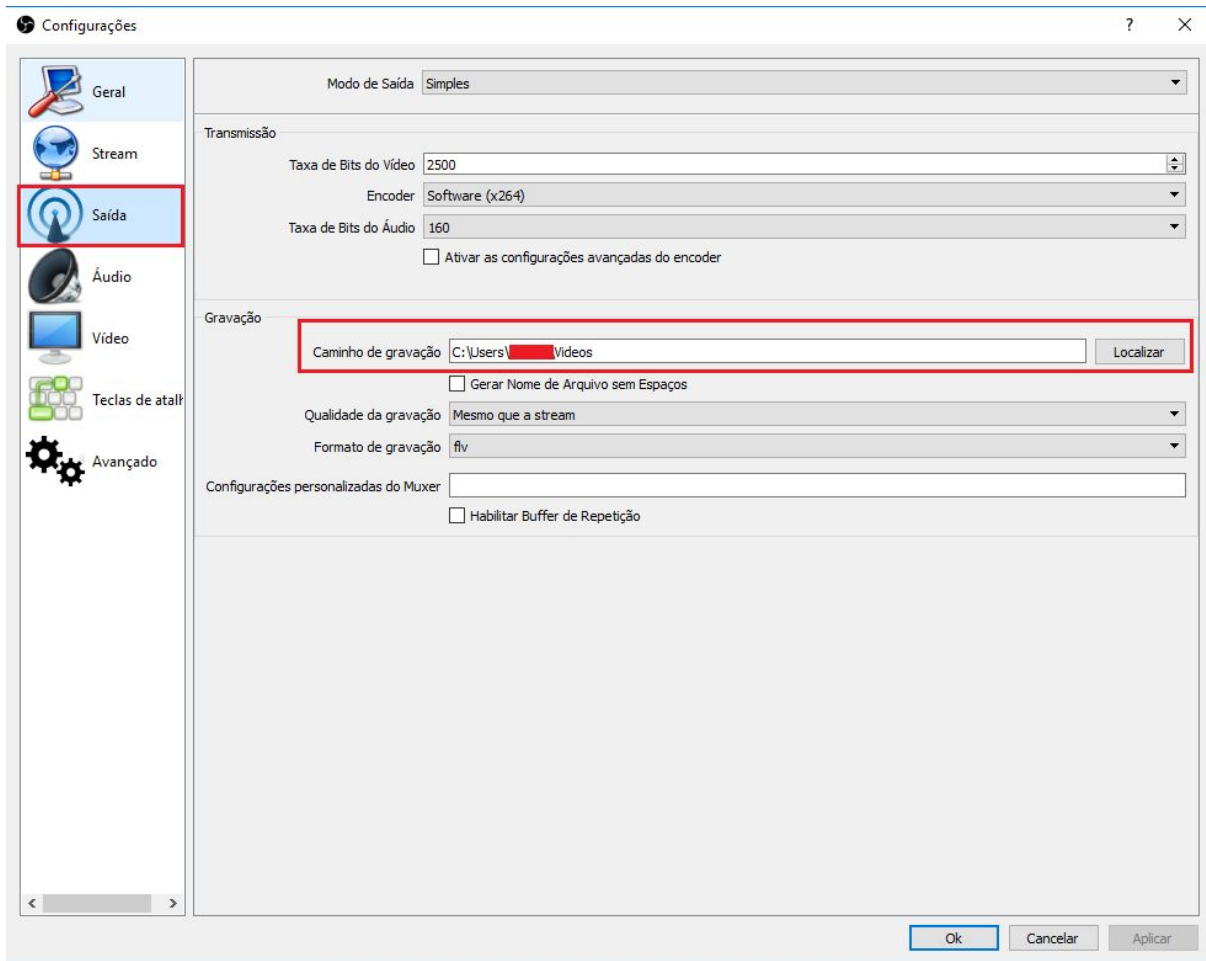 Configurações
?
Geral
Stream
Saída
Áudio
Vídeo
Teclas de atalh
Avançado
Modo de Saída Simples
Transmissão
Taxa de Bits do Vídeo 2500
Encoder Software (x264)
Taxa de Bits do Áudio 160
Ativar as configurações avançadas do encoder
Gravação
Caminho de gravação C:\Users\ Videos Localizar
Gerar Nome de Arquivo sem Espaços
Qualidade da gravação Mesmo que a stream
Formato de gravação flv
Configurações personalizadas do Muxer
Habilitar Buffer de Repetição
Ok Cancelar Aplicar